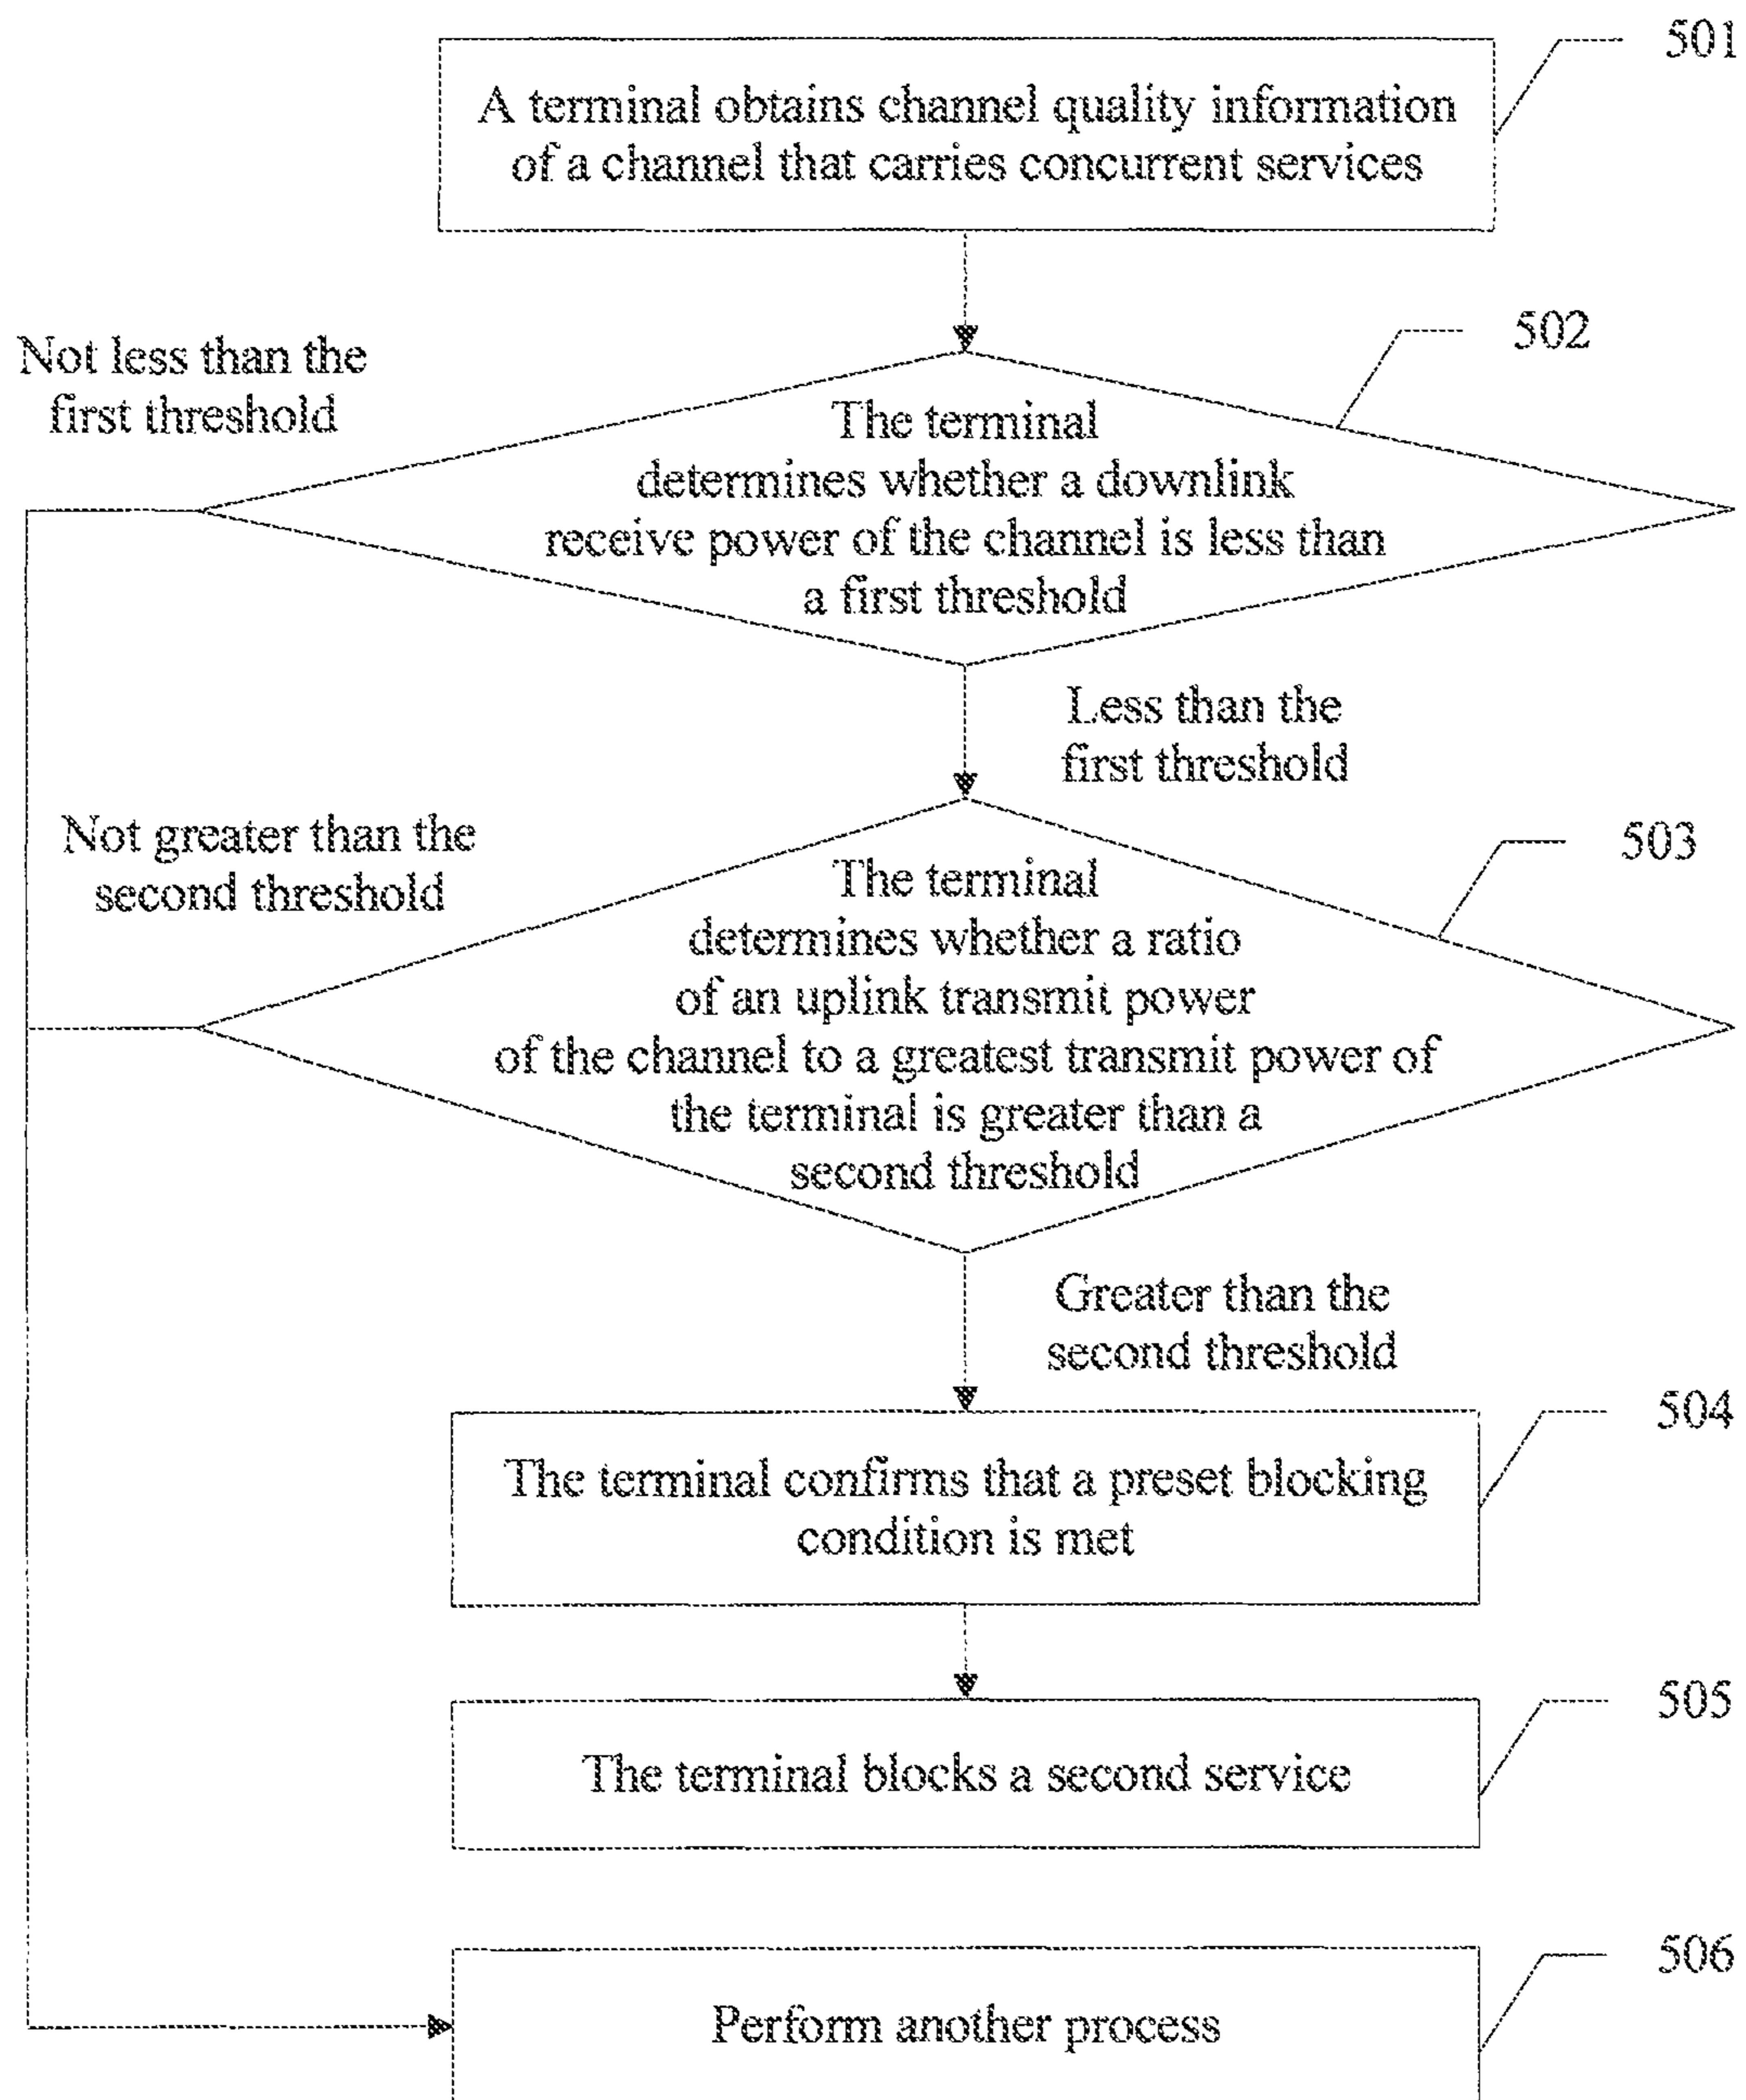 501
A terminal obtains channel quality information
of a channel that carries concurrent services
502
Not less than the
first threshold
The terminal
determines whether a downlink
receive power of the channel is less than
a first threshold
Less than the
first threshold
503
Not greater than the
second threshold
The terminal
determines whether a ratio
of an uplink transmit power
of the channel to a greatest transmit power of
the terminal is greater than a
second threshold
Greater than the
second threshold
504
The terminal confirms that a preset blocking
condition is met
505
The terminal blocks a second service
506
Perform another process